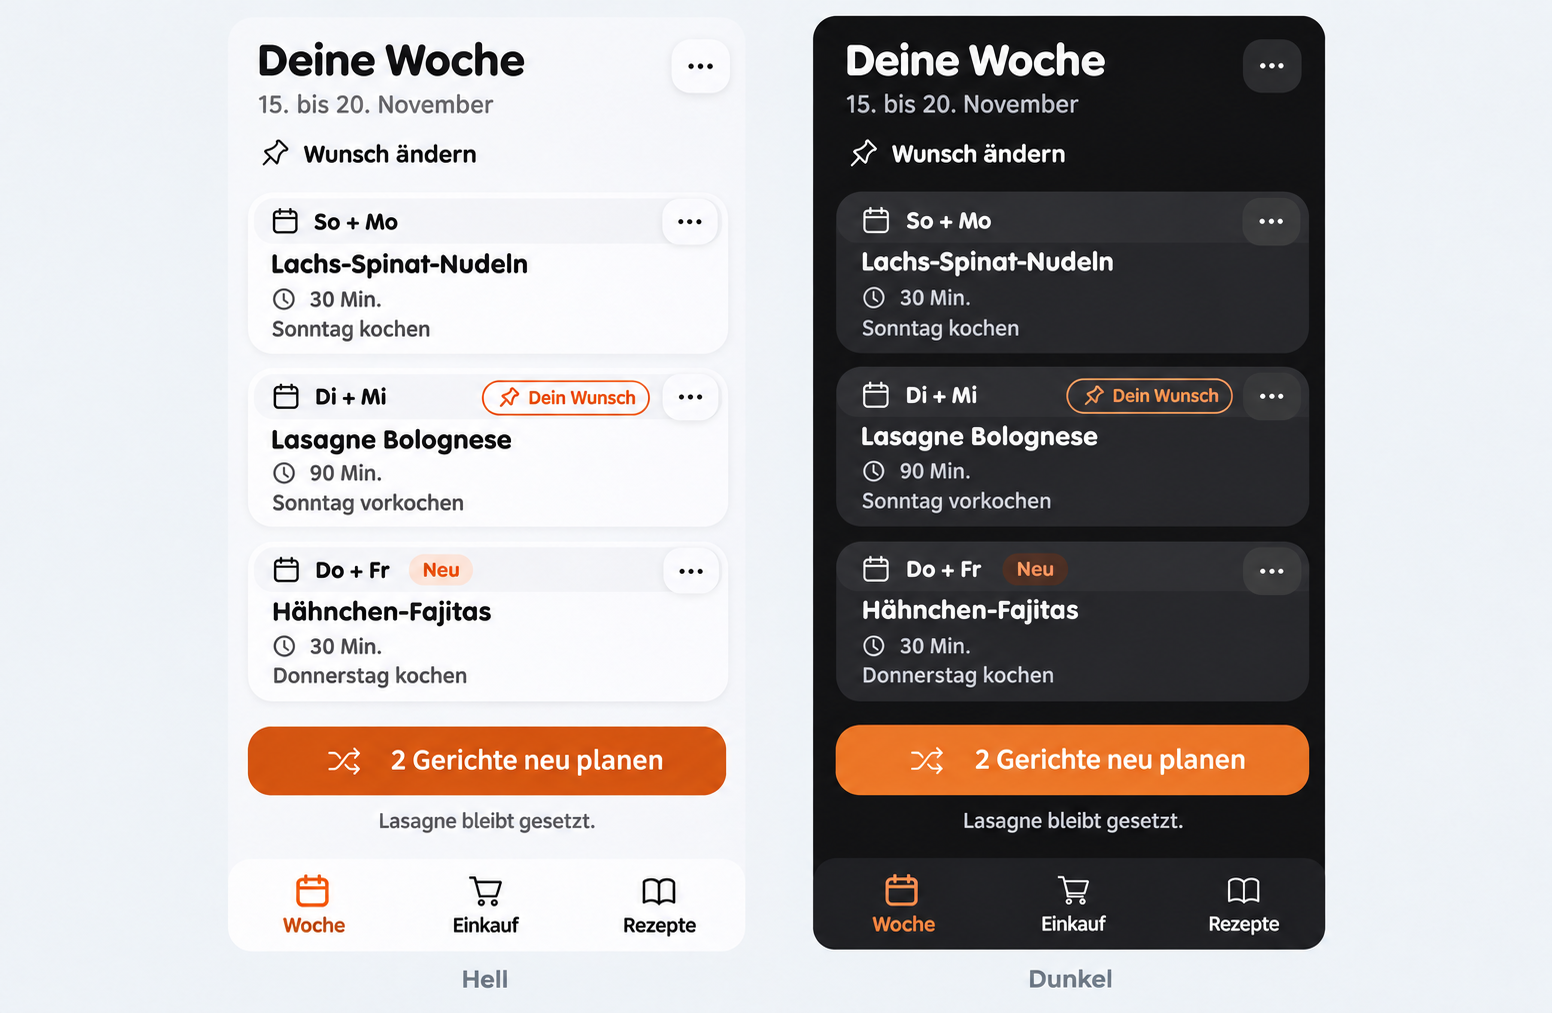 Deine Woche
15. bis 20. November
Wunsch ändern
So + Mo
Lachs-Spinat-Nudeln
30 Min.
Sonntag kochen
Di + Mi
Dein Wunsch
Lasagne Bolognese
90 Min.
Sonntag vorkochen
Do + Fr
Neu
Hähnchen-Fajitas
30 Min.
Donnerstag kochen
2 Gerichte neu planen
Lasagne bleibt gesetzt.
Woche
Einkauf
Rezepte
Hell
Deine Woche
15. bis 20. November
Wunsch ändern
So + Mo
Lachs-Spinat-Nudeln
30 Min.
Sonntag kochen
Di + Mi
Dein Wunsch
Lasagne Bolognese
90 Min.
Sonntag vorkochen
Do + Fr
Neu
Hähnchen-Fajitas
30 Min.
Donnerstag kochen
2 Gerichte neu planen
Lasagne bleibt gesetzt.
Woche
Einkauf
Rezepte
Dunkel